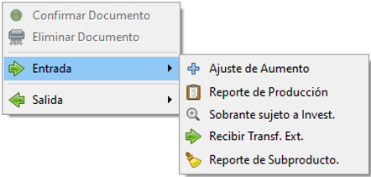 Confirmar Documento
Eliminar Documento
Entrada
Salida
Ajuste de Aumento
Reporte de Producción
Sobrante sujeto a Invest.
Recibir Transf. Ext.
Reporte de Subproducto.